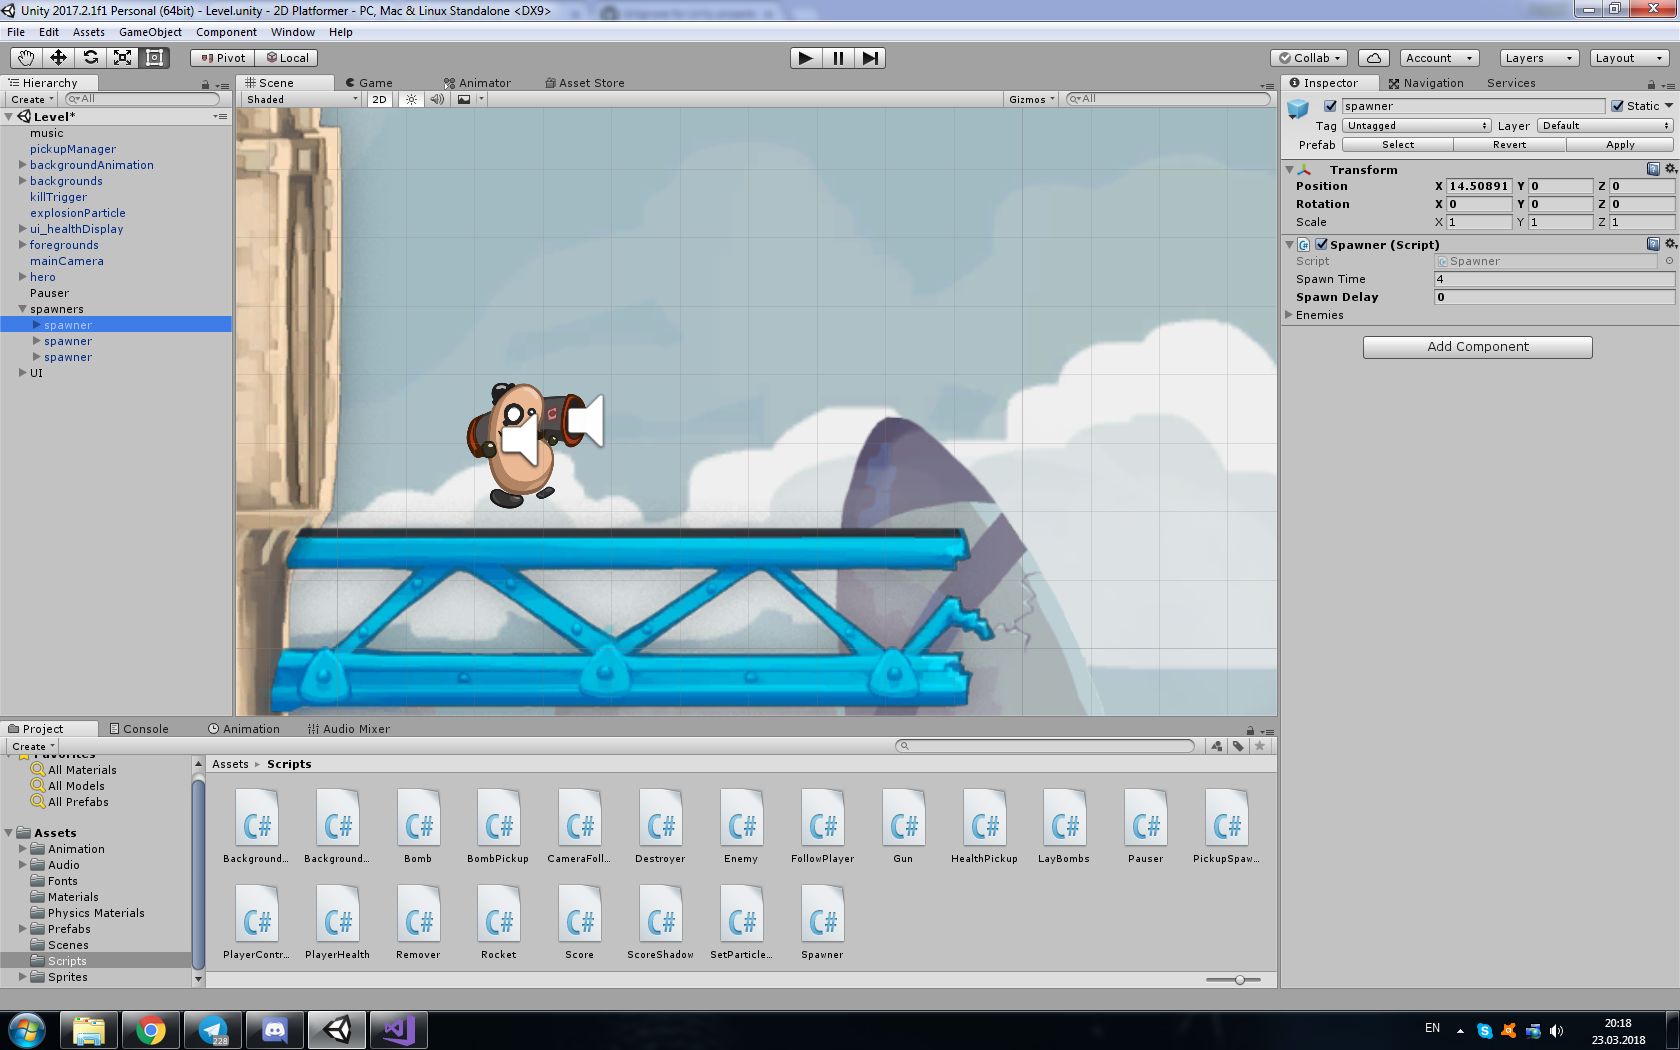 Unity 2017.2.1f1 Personal (64bit) - Level.unity - 2D Platformer - PC, Mac & Linux Standalone <DX9>
File Edit Assets GameObject Component Window Help
Pivot Local Collab Account Layers Layout
Hierarchy
Create All
Level*
music
pickupManager
backgroundAnimation
backgrounds
killTrigger
explosionParticle
ui_healthDisplay
foregrounds
mainCamera
hero
Pauser
spawners
spawner
spawner
spawner
UI
Scene Game Animator Asset Store
Shaded 2D Gizmos All
Inspector Navigation Services
spawner Static
Tag Untagged Layer Default
Prefab Select Revert Apply
Transform
Position X 14.50891 Y 0 Z 0
Rotation X 0 Y 0 Z 0
Scale X 1 Y 1 Z 1
Spawner (Script)
Script Spawner
Spawn Time 4
Spawn Delay 0
Enemies
Add Component
Project Console Animation Audio Mixer
Create
Favorites
All Materials
All Models
All Prefabs
Assets
Animation
Audio
Fonts
Materials
Physics Materials
Prefabs
Scenes
Scripts
Sprites
Assets ▸ Scripts
C# C# C# C# C# C# C# C# C# C# C# C# C#
Background... Background... Bomb BombPickup CameraFoll... Destroyer Enemy FollowPlayer Gun HealthPickup LayBombs Pauser PickupSpaw...
C# C# C# C# C# C# C# C#
PlayerContr... PlayerHealth Remover Rocket Score ScoreShadow SetParticle... Spawner
228
EN
20:18
23.03.2018